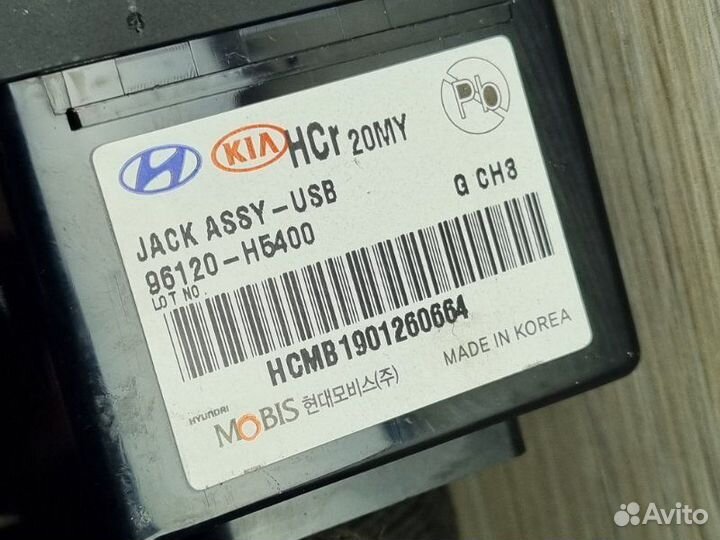 KIA HCr 20MY Pb
JACK ASSY-USB G CH3
96120-H5400
LOT NO.
HCMB1901260664
MADE IN KOREA
HYUNDAI
MOBIS 현대모비스(주)
Avito